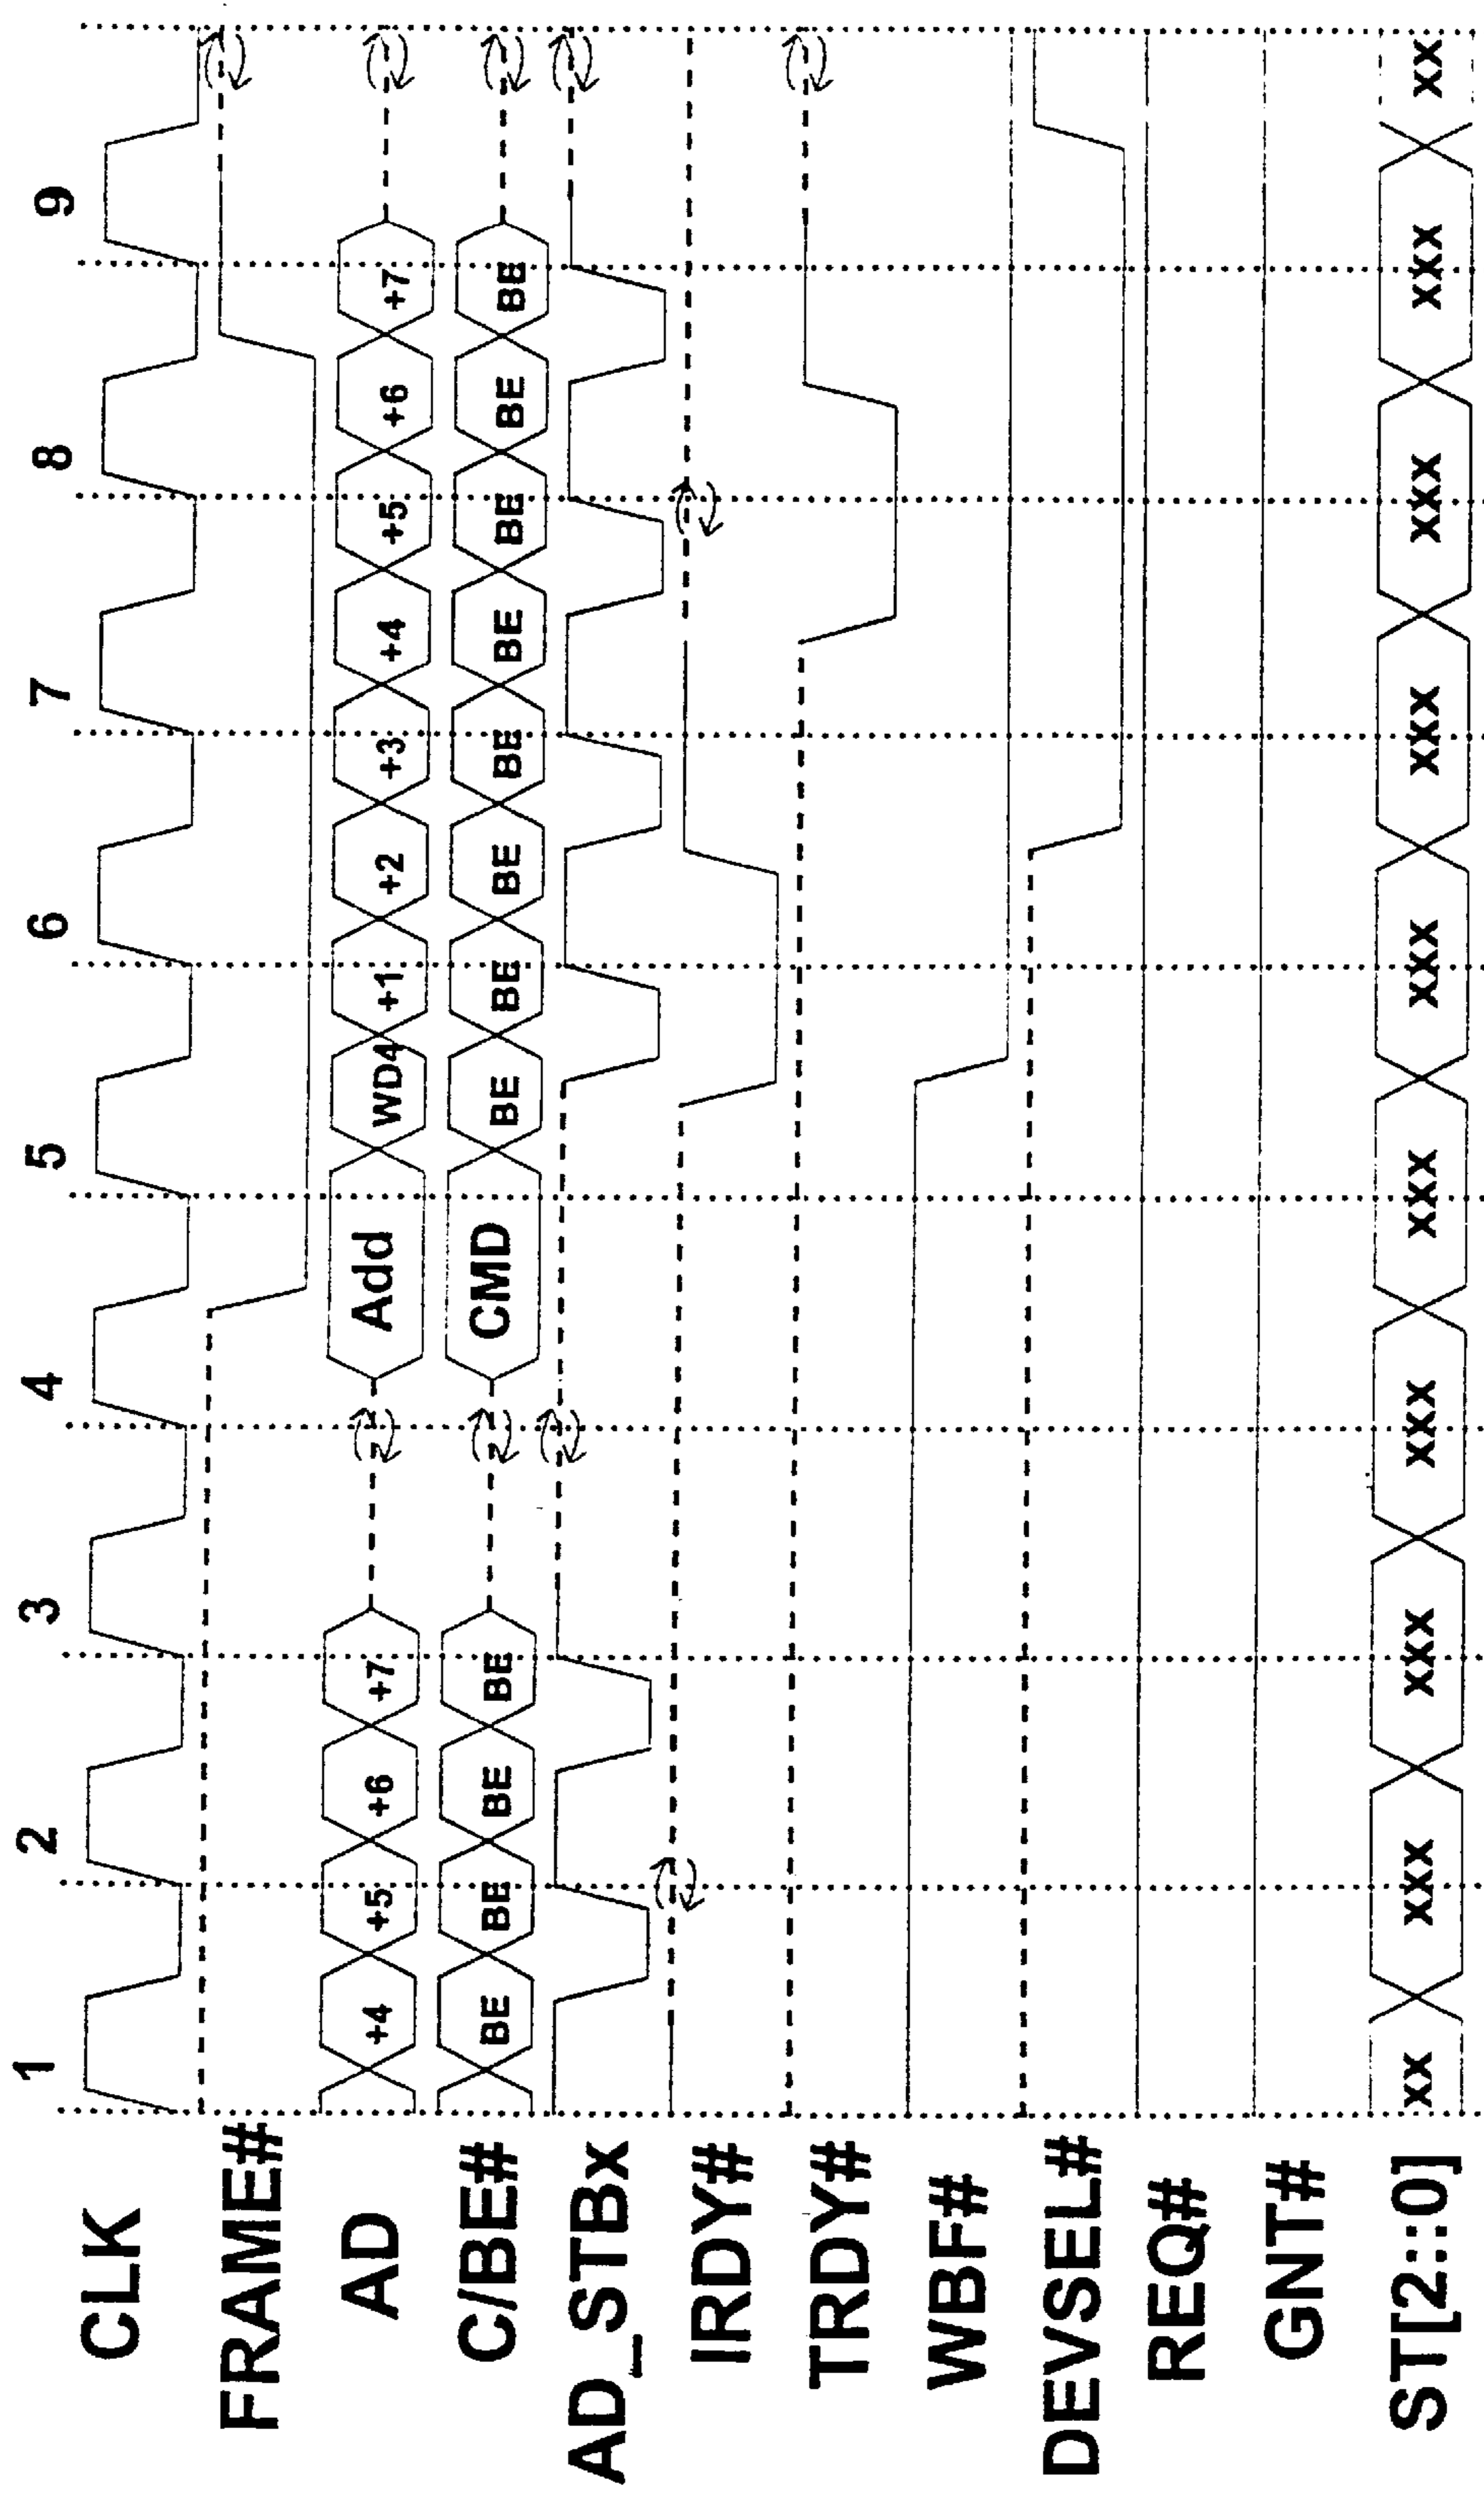 1 2 3 4 5 6 7 8 9
CLK
FRAME#
AD +4 +5 +6 +7 Add WD4 +1 +2 +3 +4 +5 +6 +7
C/BE# BE BE BE BE CMD BE BE BE BE BE BE BE BE
AD_STBx
IRDY#
TRDY#
WBF#
DEVSEL#
REQ#
GNT#
ST[2::0] xx xxx xxx xxx xxx xxx xxx xxx xxx xx